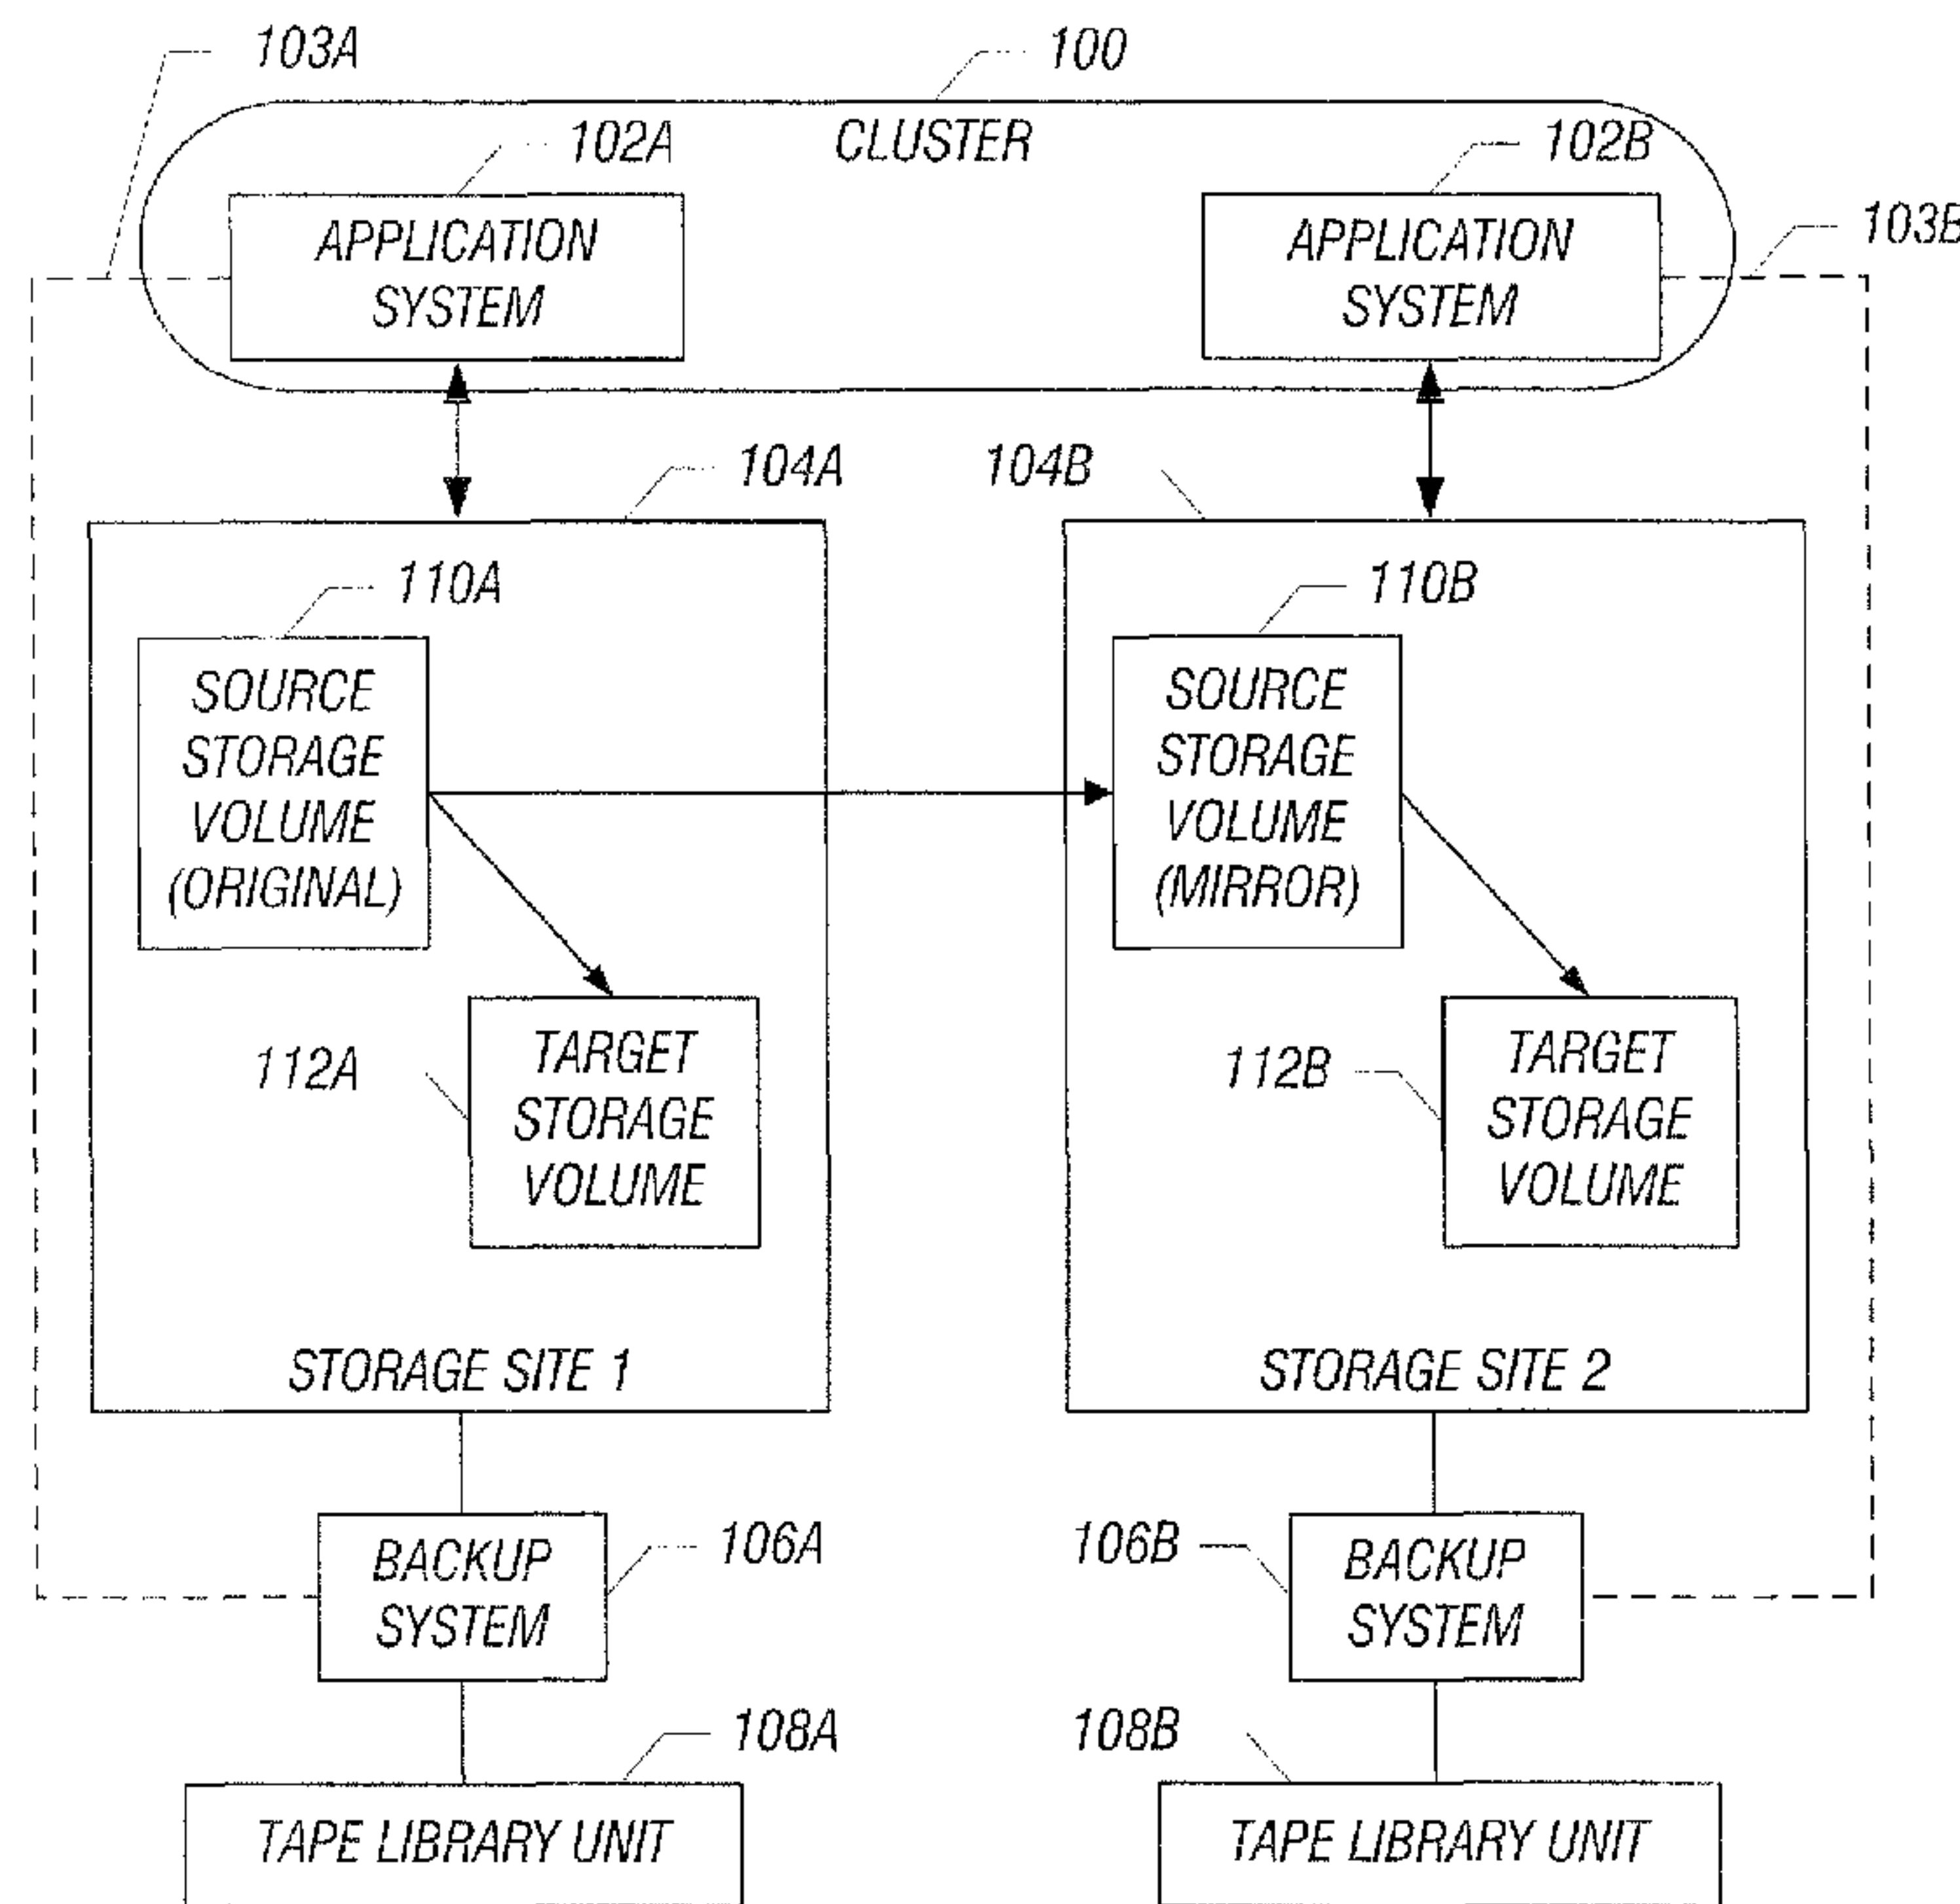 103A
100
CLUSTER
102A
102B
APPLICATION
SYSTEM
APPLICATION
SYSTEM
103B
104A
104B
110A
110B
SOURCE
STORAGE
VOLUME
(ORIGINAL)
SOURCE
STORAGE
VOLUME
(MIRROR)
112A
TARGET
STORAGE
VOLUME
112B
TARGET
STORAGE
VOLUME
STORAGE SITE 1
STORAGE SITE 2
BACKUP
SYSTEM
106A
106B
BACKUP
SYSTEM
108A
108B
TAPE LIBRARY UNIT
TAPE LIBRARY UNIT